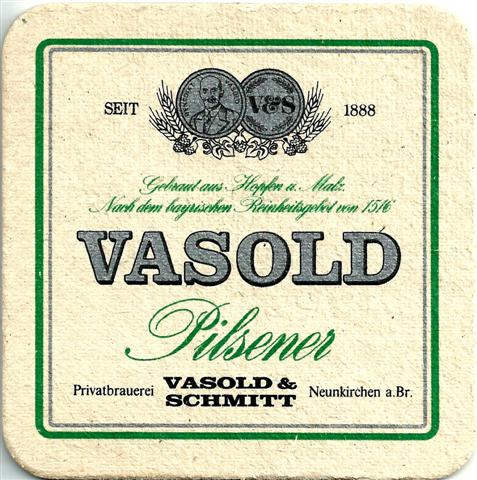 SEIT V&S 1888
Gebraut aus Hopfen u. Malz.
Nach dem bayrischen Reinheitsgebot von 1516
VASOLD
Pilsener
Privatbrauerei VASOLD & SCHMITT Neunkirchen a.Br.